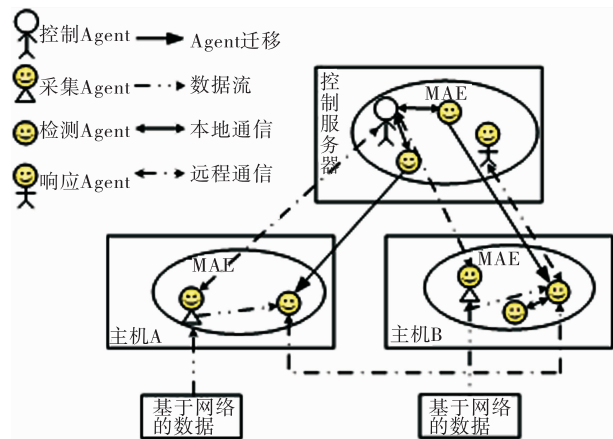 控制Agent
Agent迁移
采集Agent
数据流
检测Agent
本地通信
响应Agent
远程通信
控制服务器
MAE
MAE
主机A
MAE
主机B
基于网络
的数据
基于网络
的数据